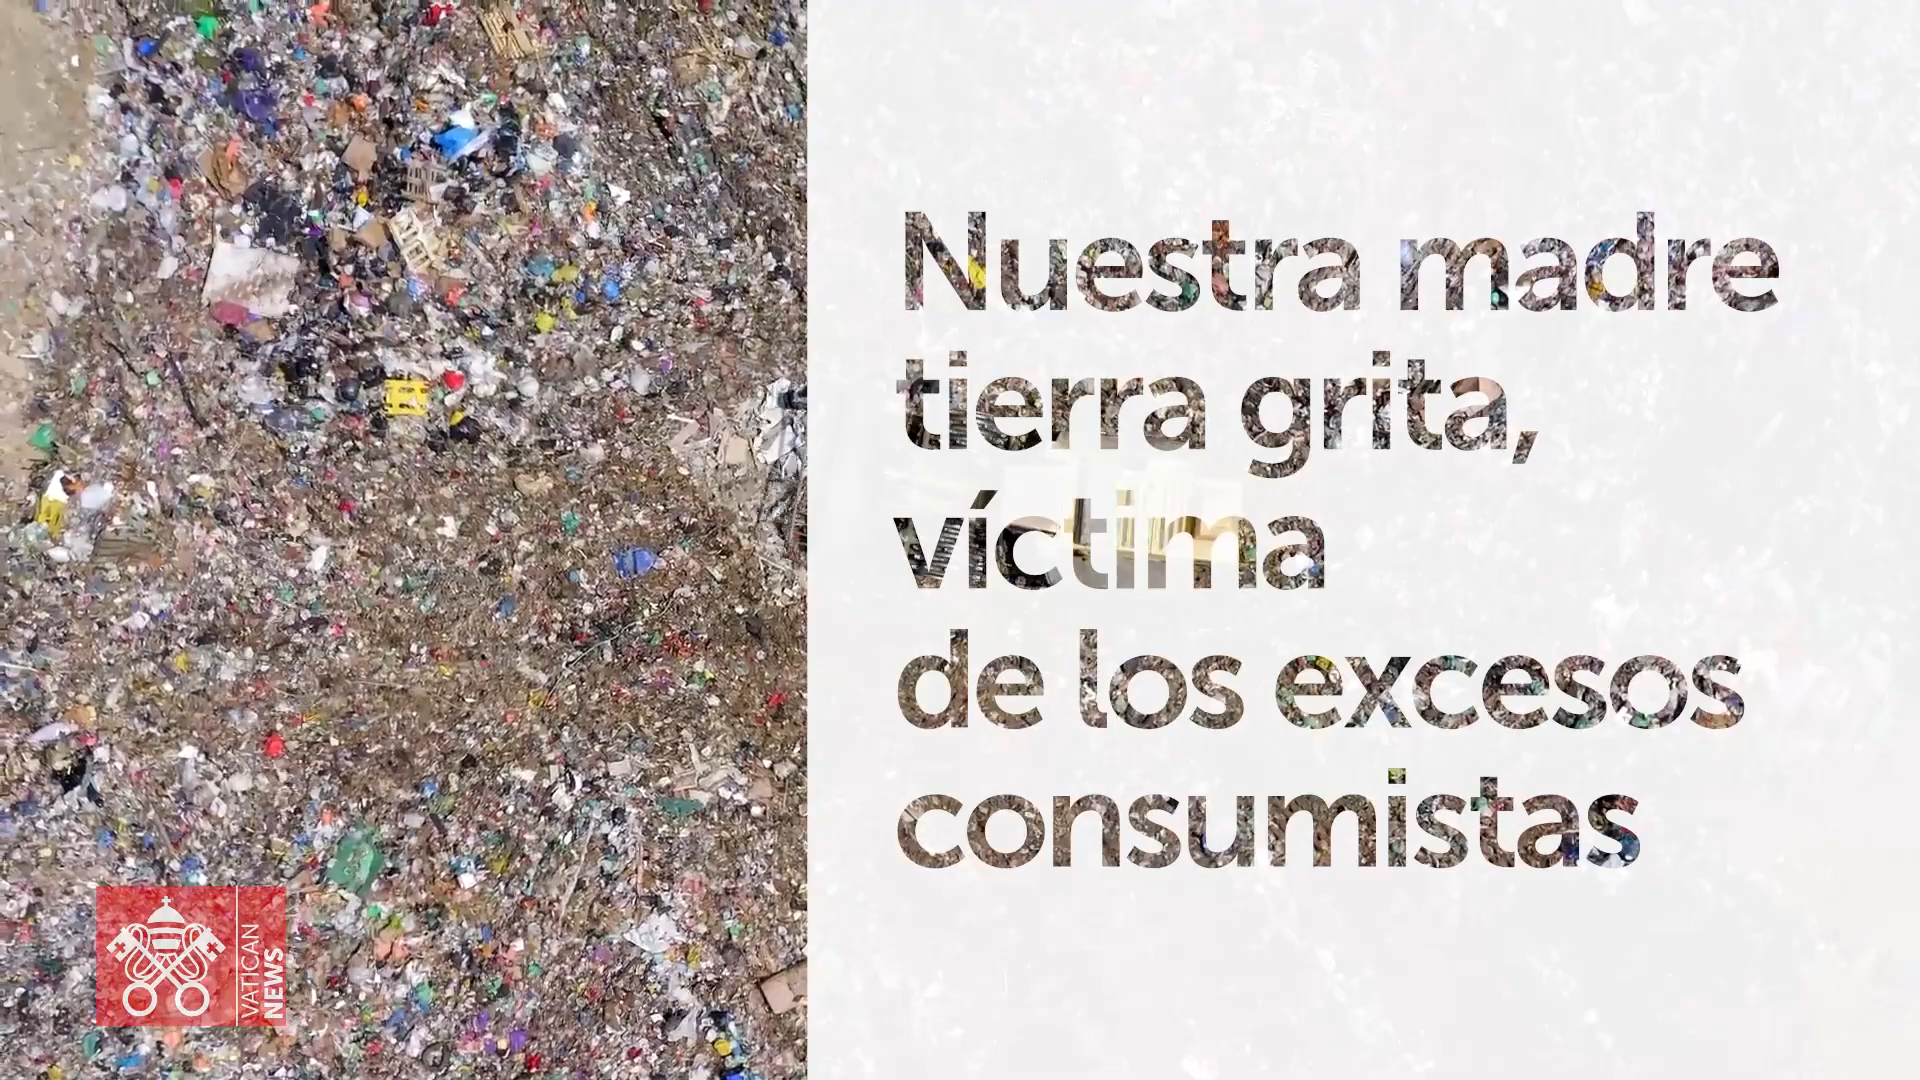 Nuestra madre
tierra grita,
víctima
de los excesos
consumistas
VATICAN
NEWS